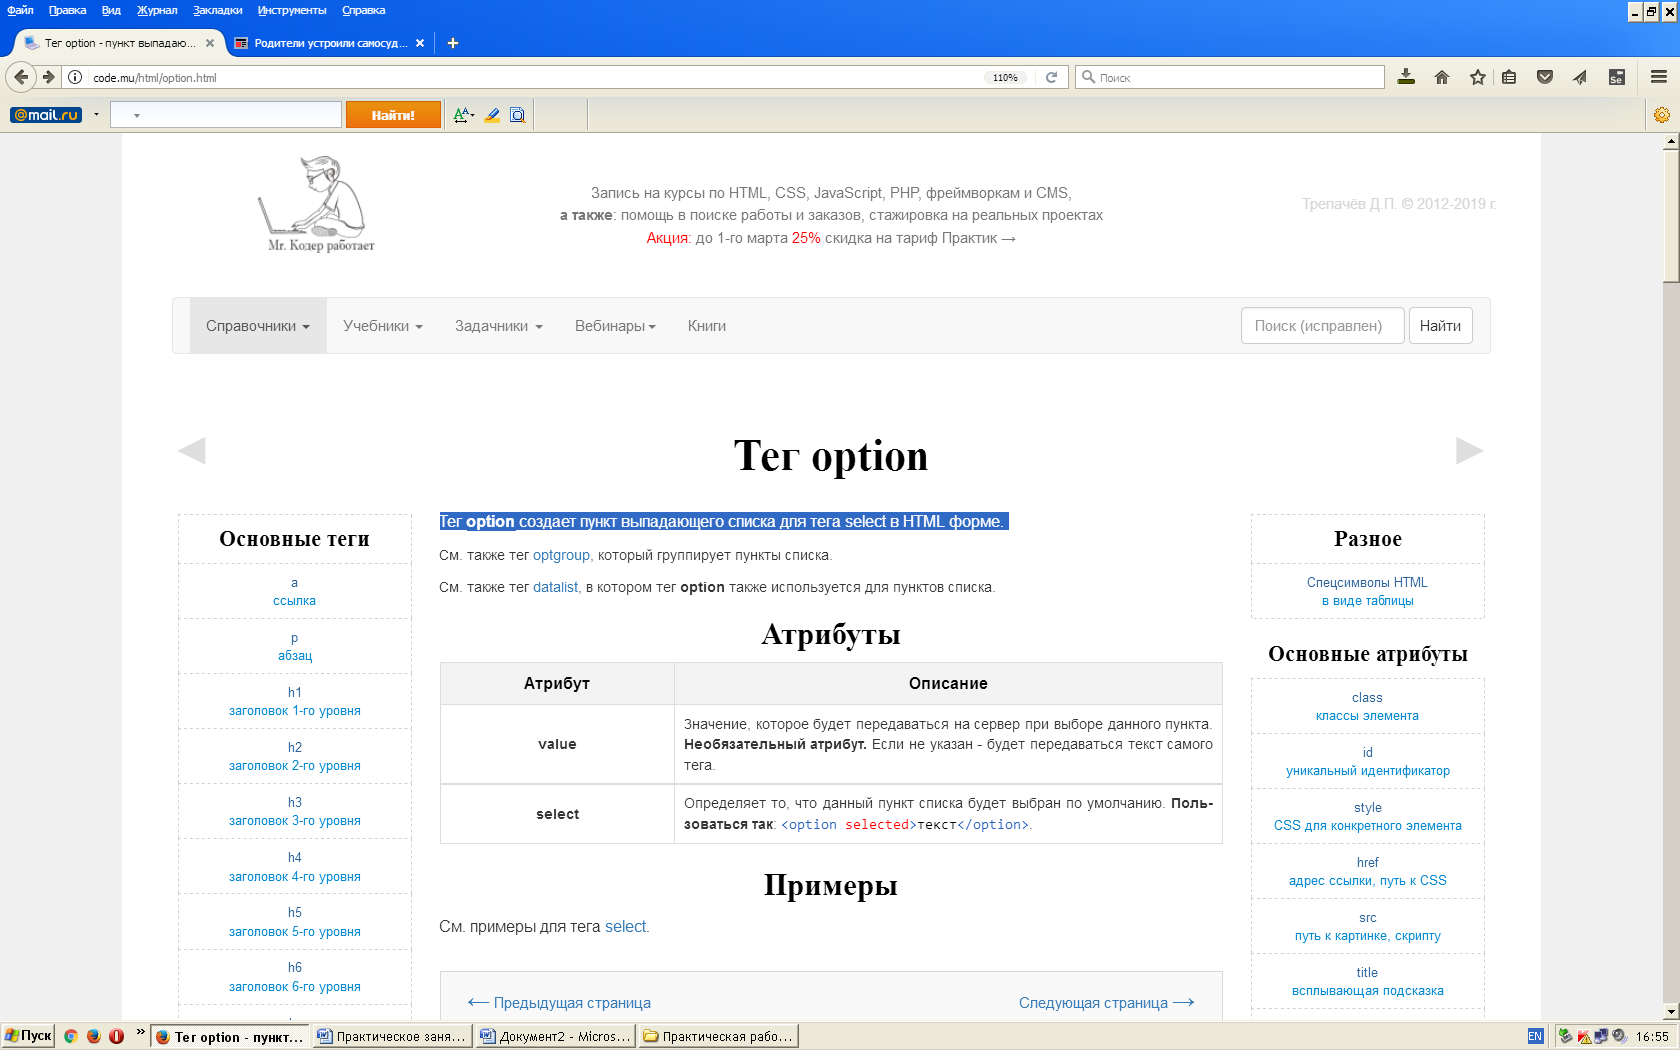 Файл Правка Вид Журнал Закладки Инструменты Справка
Тег option - пункт выпадаю...
Родители устроили самосуд...
code.mu/html/option.html
110%
Поиск
@mail.ru
Найти!
Mr. Кодер работает
Запись на курсы по HTML, CSS, JavaScript, PHP, фреймворкам и CMS,
а также: помощь в поиске работы и заказов, стажировка на реальных проектах
Акция: до 1-го марта 25% скидка на тариф Практик →
Трепачёв Д.П. © 2012-2019 г.
Справочники Учебники Задачники Вебинары Книги
Поиск (исправлен)
Найти
Тег option
Основные теги
a
ссылка
p
абзац
h1
заголовок 1-го уровня
h2
заголовок 2-го уровня
h3
заголовок 3-го уровня
h4
заголовок 4-го уровня
h5
заголовок 5-го уровня
h6
заголовок 6-го уровня
Тег option создает пункт выпадающего списка для тега select в HTML форме.
См. также тег optgroup, который группирует пункты списка.
См. также тег datalist, в котором тег option также используется для пунктов списка.
Атрибуты
Атрибут Описание
value
Значение, которое будет передаваться на сервер при выборе данного пункта.
Необязательный атрибут. Если не указан - будет передаваться текст самого
тега.
select
Определяет то, что данный пункт списка будет выбран по умолчанию. Поль-
зоваться так: <option selected>текст</option>.
Примеры
См. примеры для тега select.
⟵ Предыдущая страница
Следующая страница ⟶
Разное
Спецсимволы HTML
в виде таблицы
Основные атрибуты
class
классы элемента
id
уникальный идентификатор
style
CSS для конкретного элемента
href
адрес ссылки, путь к CSS
src
путь к картинке, скрипту
title
всплывающая подсказка
Пуск
»
Тег option - пункт...
Практическое заня...
Документ2 - Micros...
Практическая рабо...
EN
16:55